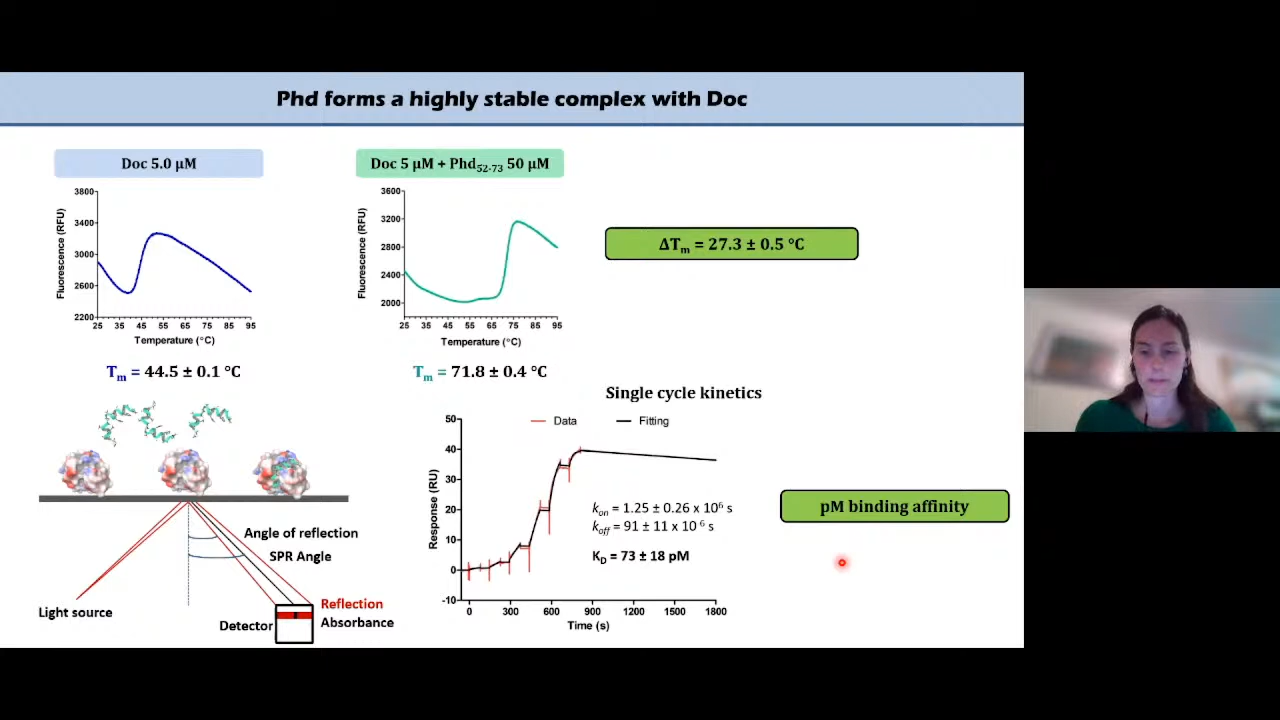 Phd forms a highly stable complex with Doc
Doc 5.0 µM
Doc 5 µM + Phd52-73 50 µM
3800
3400
3000
2600
2200
Fluorescence (RFU)
25 35 45 55 65 75 85 95
Temperature (°C)
3600
3200
2800
2400
2000
Fluorescence (RFU)
25 35 45 55 65 75 85 95
Temperature (°C)
ΔTm = 27.3 ± 0.5 °C
Tm = 44.5 ± 0.1 °C
Tm = 71.8 ± 0.4 °C
Single cycle kinetics
Data
Fitting
50
40
30
20
10
0
-10
Response (RU)
kon = 1.25 ± 0.26 x 10⁶ s
koff = 91 ± 11 x 10⁻⁶ s
KD = 73 ± 18 pM
0 300 600 900 1200 1500 1800
Time (s)
pM binding affinity
Angle of reflection
SPR Angle
Light source
Reflection
Absorbance
Detector